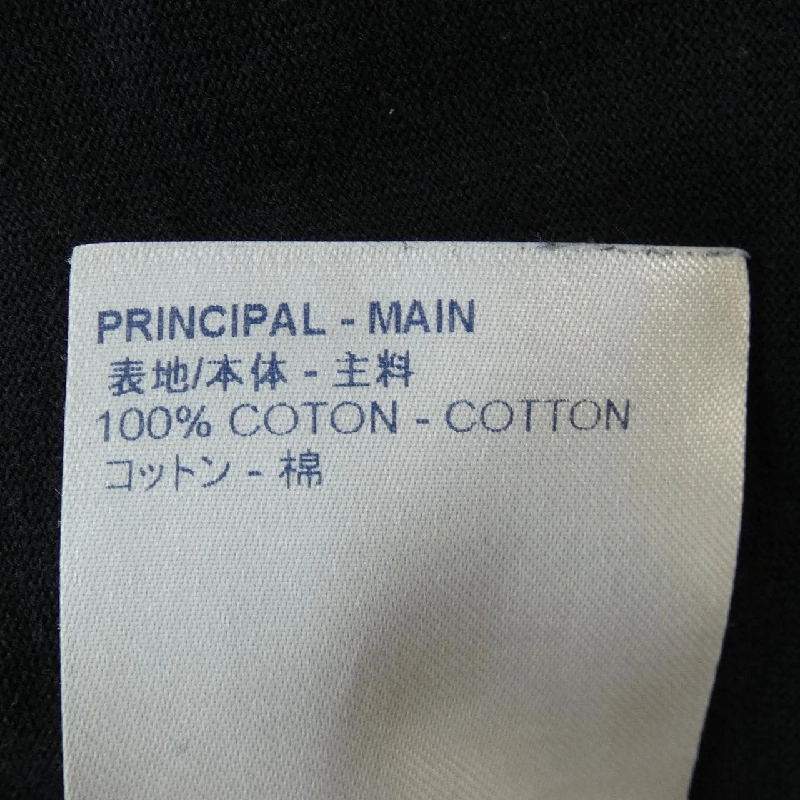 PRINCIPAL - MAIN
表地/本体 - 主料
100% COTON - COTTON
コットン - 棉